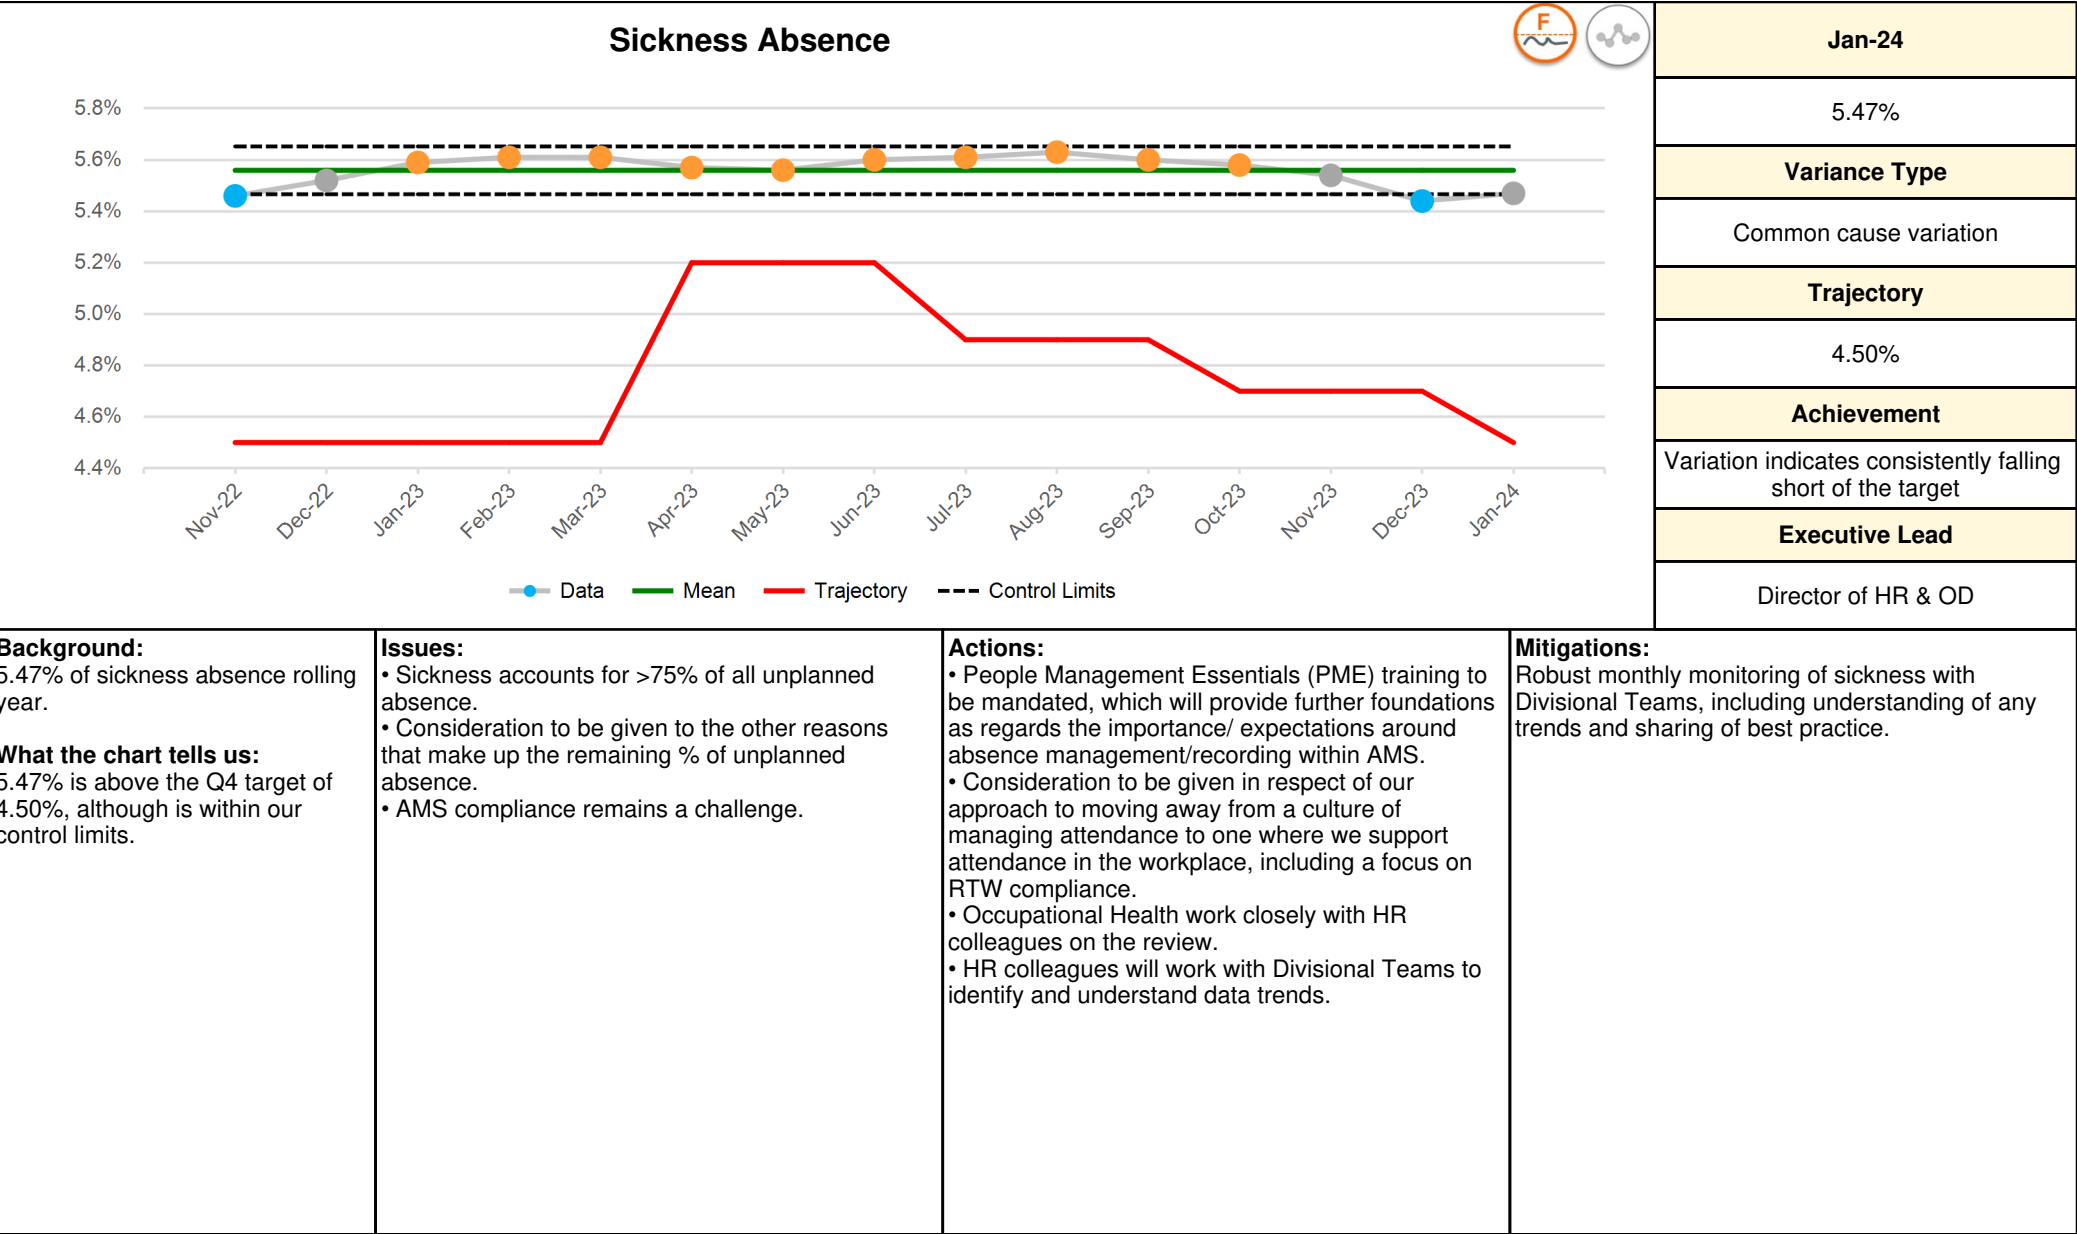 Sickness Absence
F
5.8%
5.6%
5.4%
5.2%
5.0%
4.8%
4.6%
4.4%
Nov-22
Dec-22
Jan-23
Feb-23
Mar-23
Apr-23
May-23
Jun-23
Jul-23
Aug-23
Sep-23
Oct-23
Nov-23
Dec-23
Jan-24
Data
Mean
Trajectory
Control Limits
Jan-24
5.47%
Variance Type
Common cause variation
Trajectory
4.50%
Achievement
Variation indicates consistently falling
short of the target
Executive Lead
Director of HR & OD
Background:
5.47% of sickness absence rolling
year.
What the chart tells us:
5.47% is above the Q4 target of
4.50%, although is within our
control limits.
Issues:
• Sickness accounts for >75% of all unplanned
absence.
• Consideration to be given to the other reasons
that make up the remaining % of unplanned
absence.
• AMS compliance remains a challenge.
Actions:
• People Management Essentials (PME) training to
be mandated, which will provide further foundations
as regards the importance/ expectations around
absence management/recording within AMS.
• Consideration to be given in respect of our
approach to moving away from a culture of
managing attendance to one where we support
attendance in the workplace, including a focus on
RTW compliance.
• Occupational Health work closely with HR
colleagues on the review.
• HR colleagues will work with Divisional Teams to
identify and understand data trends.
Mitigations:
Robust monthly monitoring of sickness with
Divisional Teams, including understanding of any
trends and sharing of best practice.